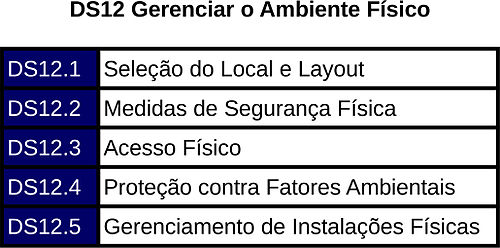 DS12 Gerenciar o Ambiente Físico
DS12.1 Seleção do Local e Layout
DS12.2 Medidas de Segurança Física
DS12.3 Acesso Físico
DS12.4 Proteção contra Fatores Ambientais
DS12.5 Gerenciamento de Instalações Físicas